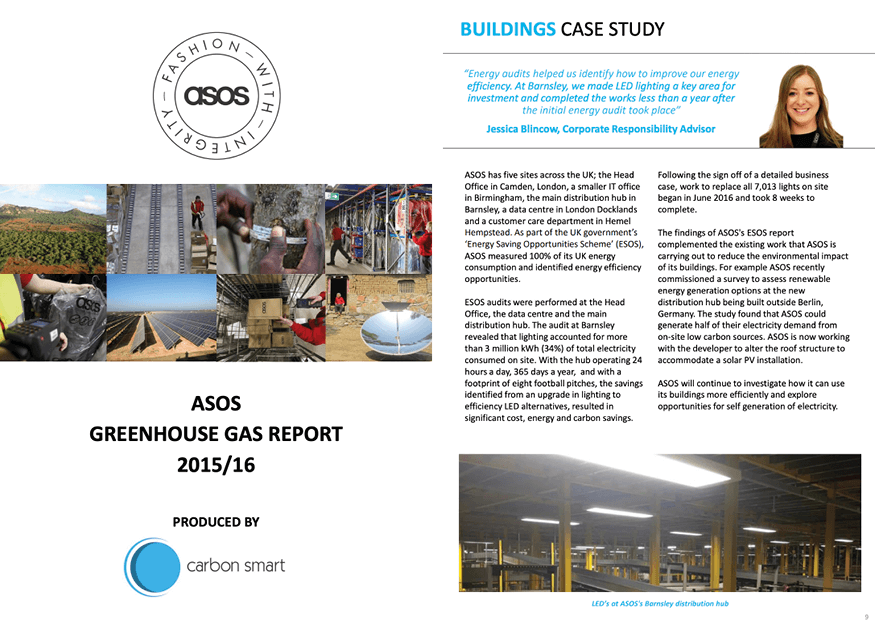 FASHION — WITH — INTEGRITY —
asos
asos
ASOS
GREENHOUSE GAS REPORT
2015/16
PRODUCED BY
carbon smart
BUILDINGS CASE STUDY
“Energy audits helped us identify how to improve our energy
efficiency. At Barnsley, we made LED lighting a key area for
investment and completed the works less than a year after
the initial energy audit took place”
Jessica Blincow, Corporate Responsibility Advisor
ASOS has five sites across the UK; the Head
Office in Camden, London, a smaller IT office
in Birmingham, the main distribution hub in
Barnsley, a data centre in London Docklands
and a customer care department in Hemel
Hempstead. As part of the UK government’s
‘Energy Saving Opportunities Scheme’ (ESOS),
ASOS measured 100% of its UK energy
consumption and identified energy efficiency
opportunities.
ESOS audits were performed at the Head
Office, the data centre and the main
distribution hub. The audit at Barnsley
revealed that lighting accounted for more
than 3 million kWh (34%) of total electricity
consumed on site. With the hub operating 24
hours a day, 365 days a year, and with a
footprint of eight football pitches, the savings
identified from an upgrade in lighting to
efficiency LED alternatives, resulted in
significant cost, energy and carbon savings.
Following the sign off of a detailed business
case, work to replace all 7,013 lights on site
began in June 2016 and took 8 weeks to
complete.
The findings of ASOS's ESOS report
complemented the existing work that ASOS is
carrying out to reduce the environmental impact
of its buildings. For example ASOS recently
commissioned a survey to assess renewable
energy generation options at the new
distribution hub being built outside Berlin,
Germany. The study found that ASOS could
generate half of their electricity demand from
on-site low carbon sources. ASOS is now working
with the developer to alter the roof structure to
accommodate a solar PV installation.
ASOS will continue to investigate how it can use
its buildings more efficiently and explore
opportunities for self generation of electricity.
LED's at ASOS's Barnsley distribution hub
9